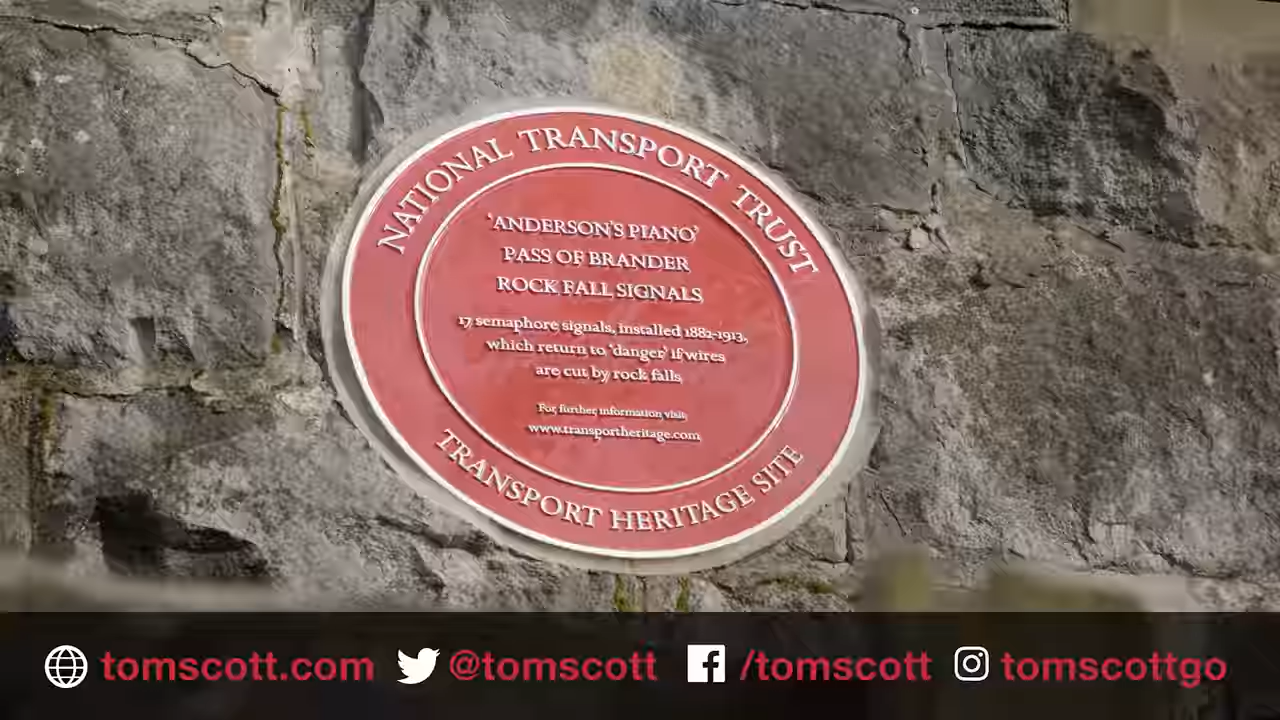 NATIONAL TRANSPORT TRUST
'ANDERSON'S PIANO'
PASS OF BRANDER
ROCK FALL SIGNALS
17 semaphore signals, installed 1882-1913,
which return to 'danger' if wires
are cut by rock falls
For further information visit
www.transportheritage.com
TRANSPORT HERITAGE SITE
tomscott.com @tomscott /tomscott tomscottgo